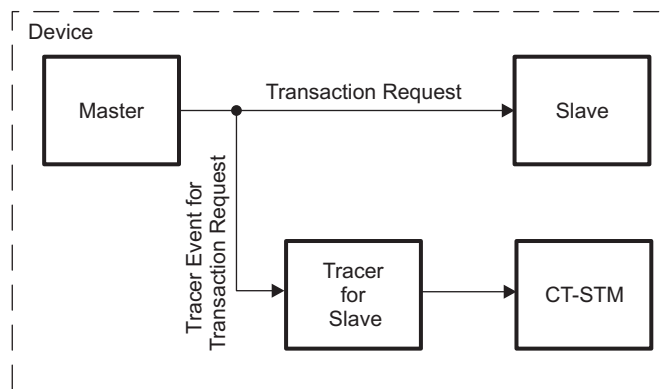 Device
Master
Transaction Request
Slave
Tracer Event for
Transaction Request
Tracer
for
Slave
CT-STM